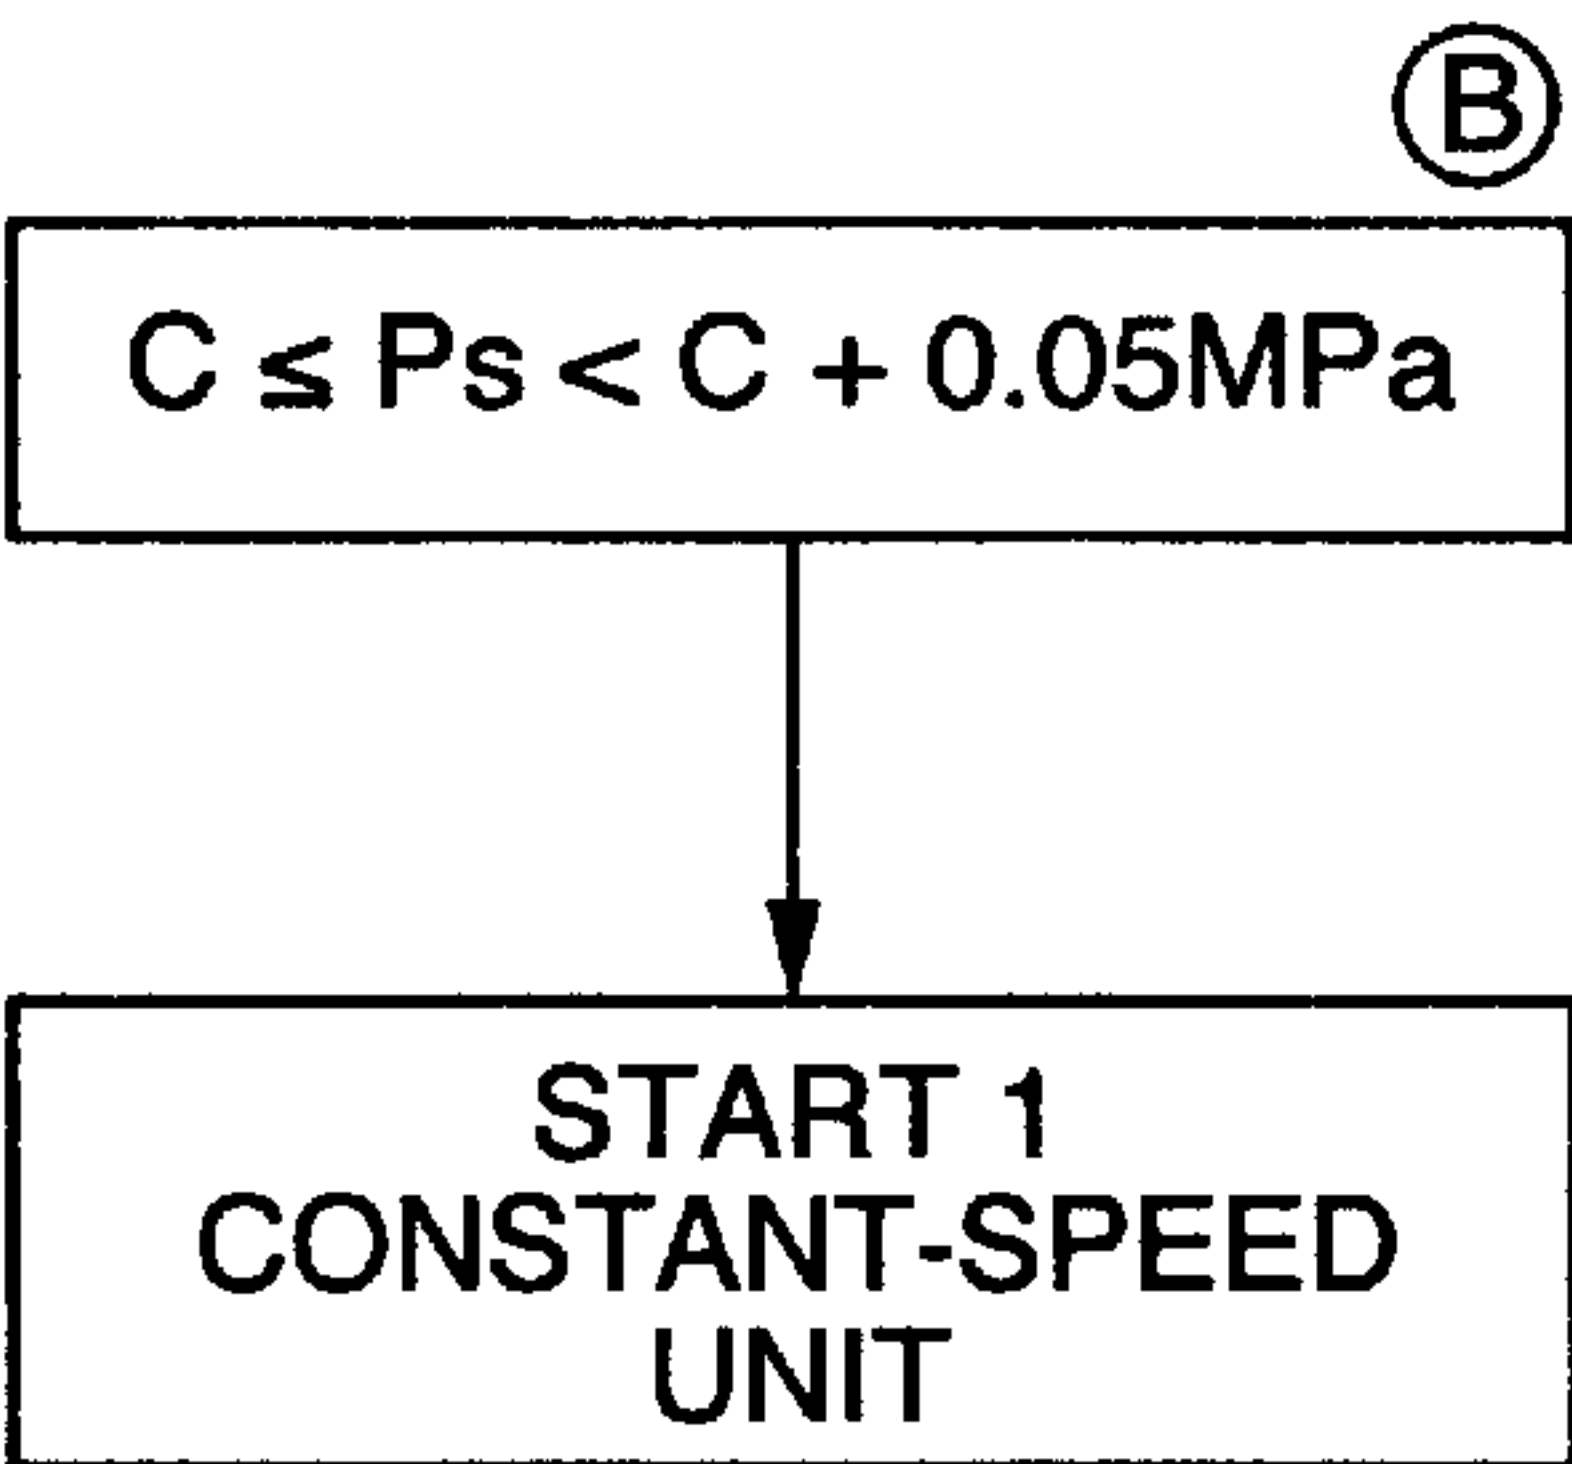 B
C ≦ Ps < C + 0.05MPa
START 1
CONSTANT-SPEED
UNIT